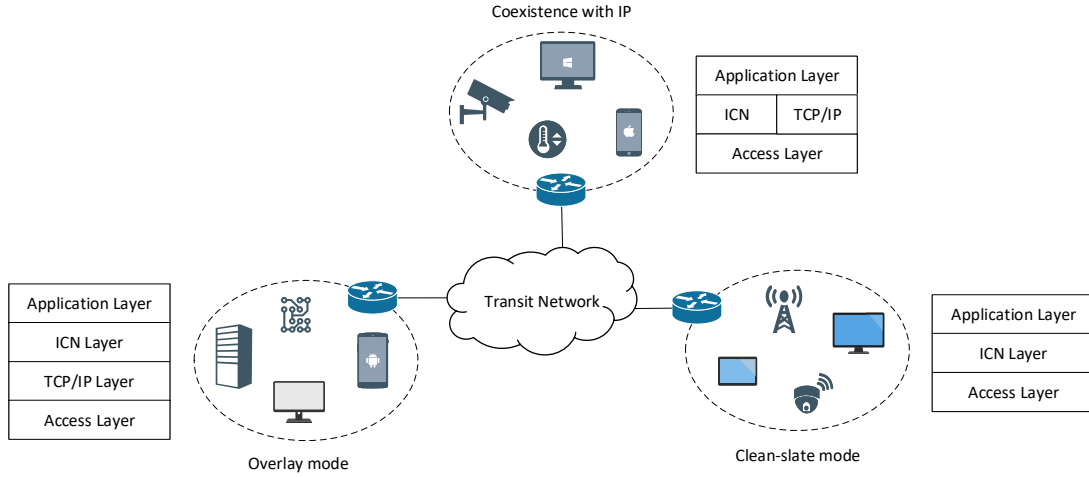 Coexistence with IP
Application Layer
ICN
TCP/IP
Access Layer
Transit Network
Application Layer
ICN Layer
TCP/IP Layer
Access Layer
Overlay mode
Application Layer
ICN Layer
Access Layer
Clean-slate mode